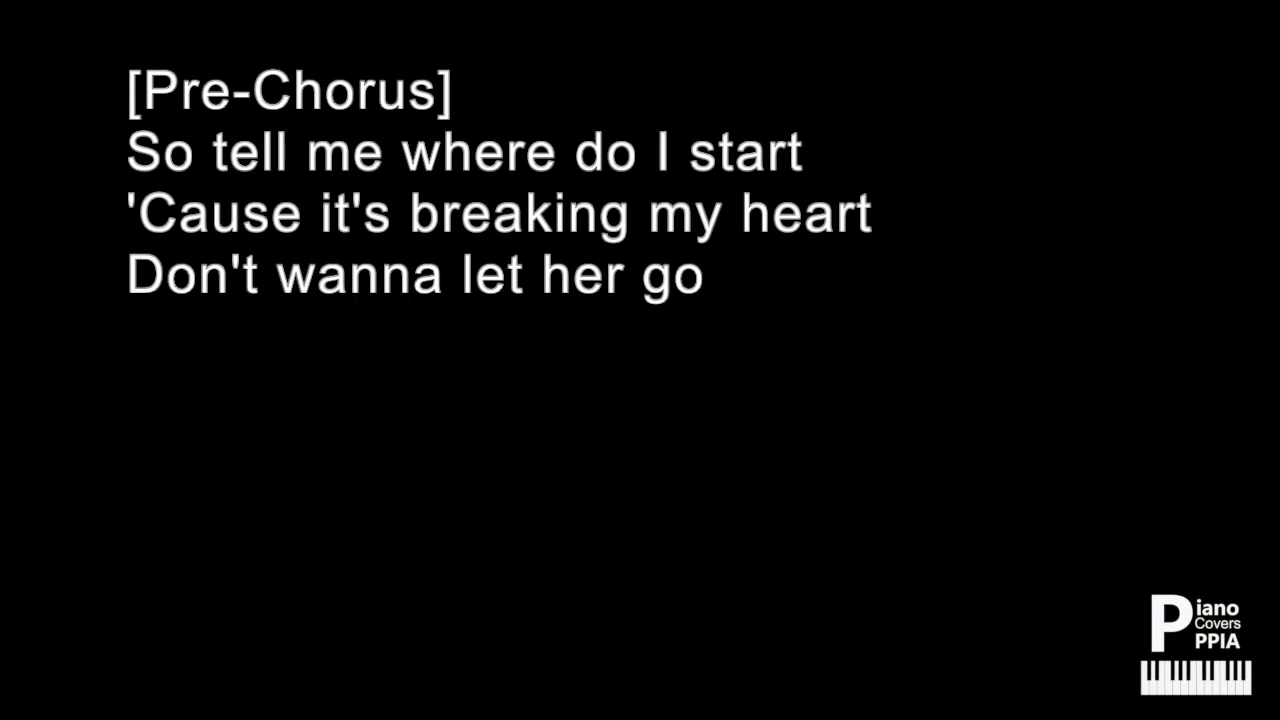 [Pre-Chorus]
So tell me where do I start
'Cause it's breaking my heart
Don't wanna let her go
Piano
Covers
PPIA